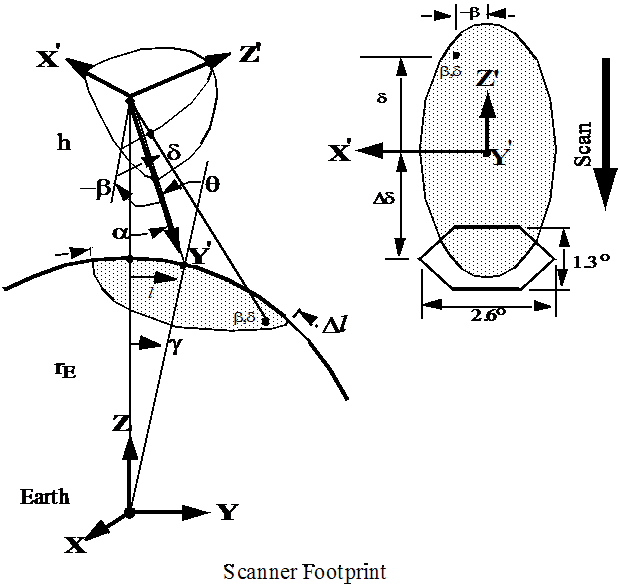 X' Z'
h δ
-β θ
α Y'
l
β,δ Δl
rE γ
Z
Earth Y
X
-β
β,δ
δ Z'
X' Y'
Δδ
Scan
1.3°
2.6°
Scanner Footprint